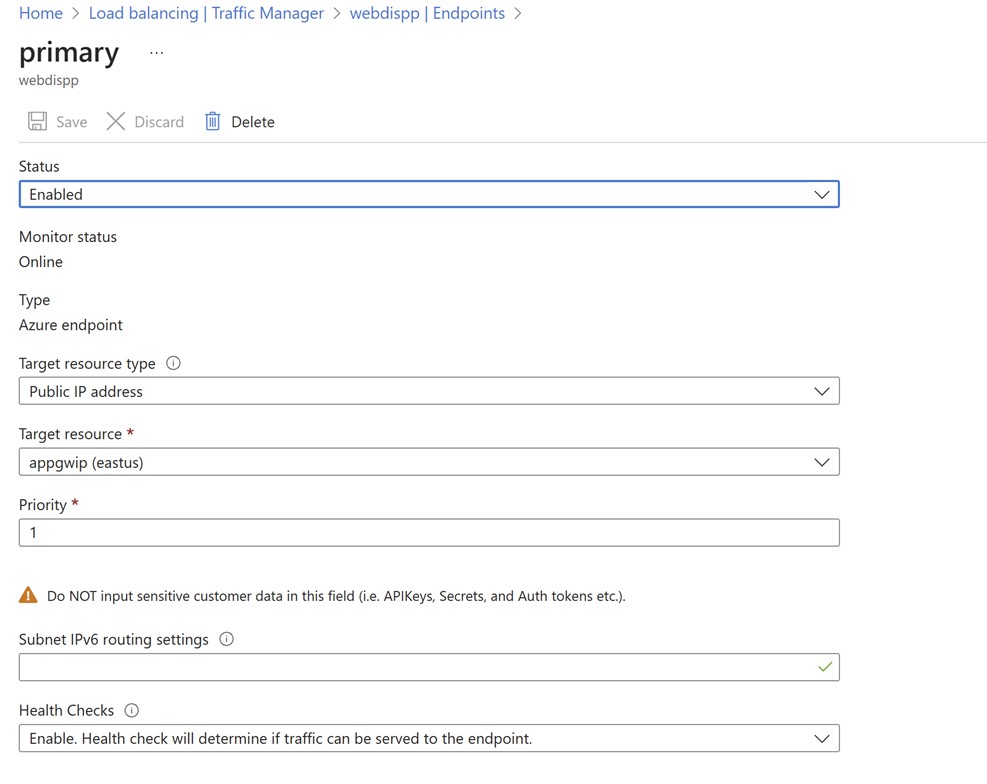 Home > Load balancing | Traffic Manager > webdispp | Endpoints >
primary ...
webdispp
Save Discard Delete
Status
Enabled
Monitor status
Online
Type
Azure endpoint
Target resource type
Public IP address
Target resource *
appgwip (eastus)
Priority *
1
Do NOT input sensitive customer data in this field (i.e. APIKeys, Secrets, and Auth tokens etc.).
Subnet IPv6 routing settings
Health Checks
Enable. Health check will determine if traffic can be served to the endpoint.